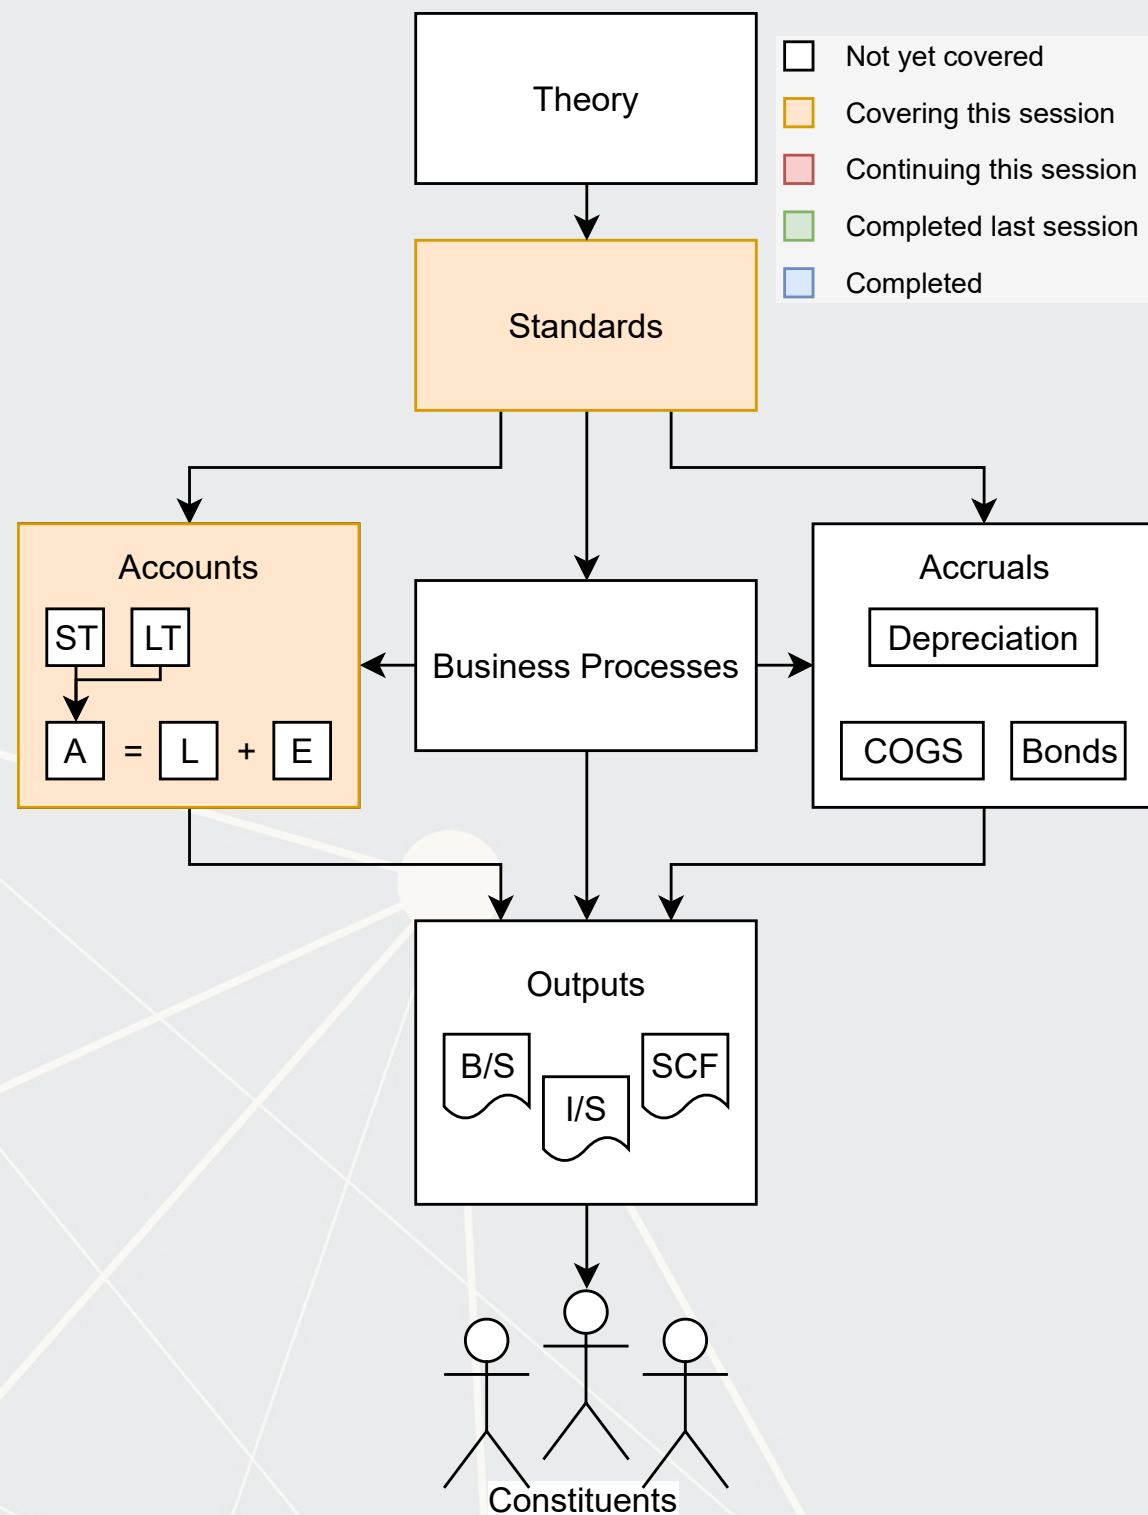 Theory
Not yet covered
Covering this session
Continuing this session
Completed last session
Completed
Standards
Accounts
ST LT
A = L + E
Business Processes
Accruals
Depreciation
COGS Bonds
Outputs
B/S
I/S
SCF
Constituents